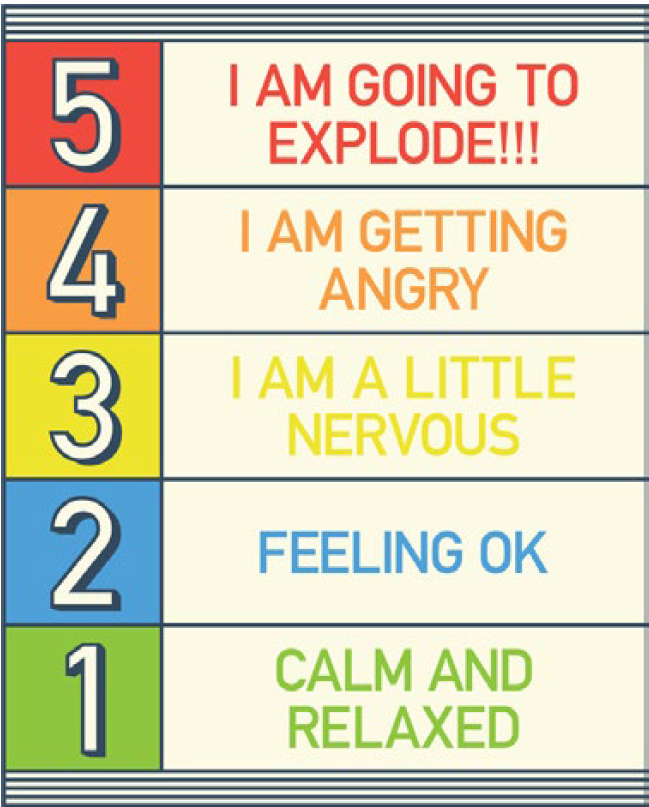 5
I AM GOING TO
EXPLODE!!!
4
I AM GETTING
ANGRY
3
I AM A LITTLE
NERVOUS
2
FEELING OK
1
CALM AND
RELAXED